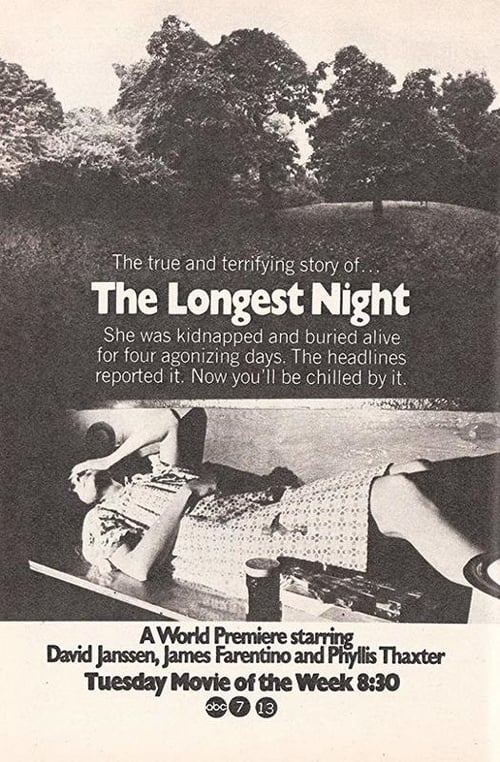 The true and terrifying story of...
The Longest Night
She was kidnapped and buried alive
for four agonizing days. The headlines
reported it. Now you'll be chilled by it.
A World Premiere starring
David Janssen, James Farentino and Phyllis Thaxter
Tuesday Movie of the Week 8:30
abc 7 13